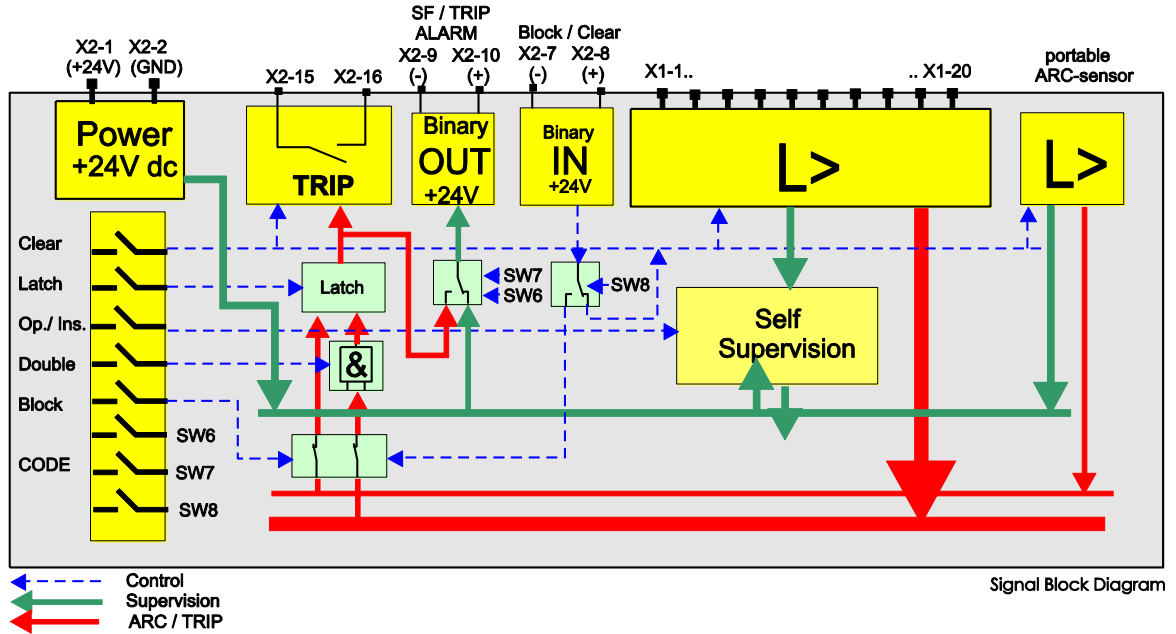 SF / TRIP
ALARM
Block / Clear
X2-1
(+24V)
X2-2
(GND)
X2-15
X2-16
X2-9
(-)
X2-10
(+)
X2-7
(-)
X2-8
(+)
X1-1..
.. X1-20
portable
ARC-sensor
Power
+24V dc
TRIP
Binary
OUT
+24V
Binary
IN
+24V
L>
L>
Clear
Latch
Op./ Ins.
Double
Block
CODE
SW6
SW7
SW8
Latch
&
SW7
SW6
SW8
Self
Supervision
Control
Supervision
ARC / TRIP
Signal Block Diagram